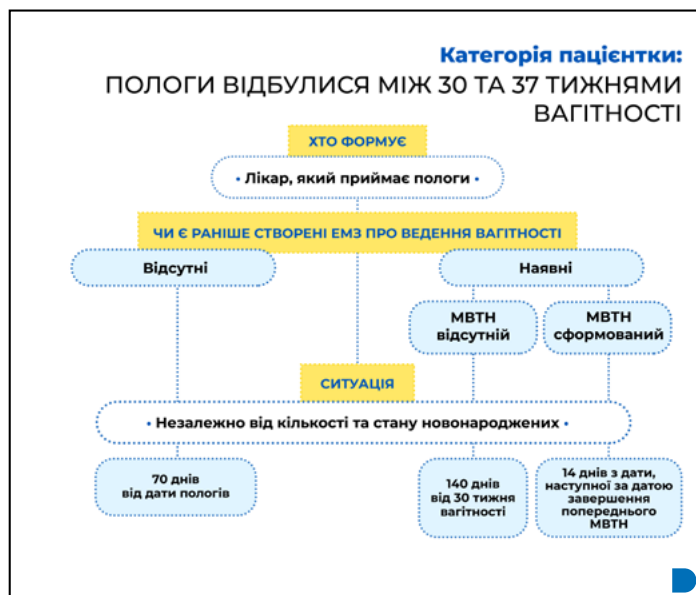 Категорія пацієнтки:
ПОЛОГИ ВІДБУЛИСЯ МІЖ 30 ТА 37 ТИЖНЯМИ
ВАГІТНОСТІ
ХТО ФОРМУЄ
• Лікар, який приймає пологи •
ЧИ Є РАНІШЕ СТВОРЕНІ ЕМЗ ПРО ВЕДЕННЯ ВАГІТНОСТІ
Відсутні
Наявні
МВТН
відсутній
МВТН
сформований
СИТУАЦІЯ
• Незалежно від кількості та стану новонароджених •
70 днів
від дати пологів
140 днів
від 30 тижня
вагітності
14 днів з дати,
наступної за датою
завершення
попереднього
МВТН